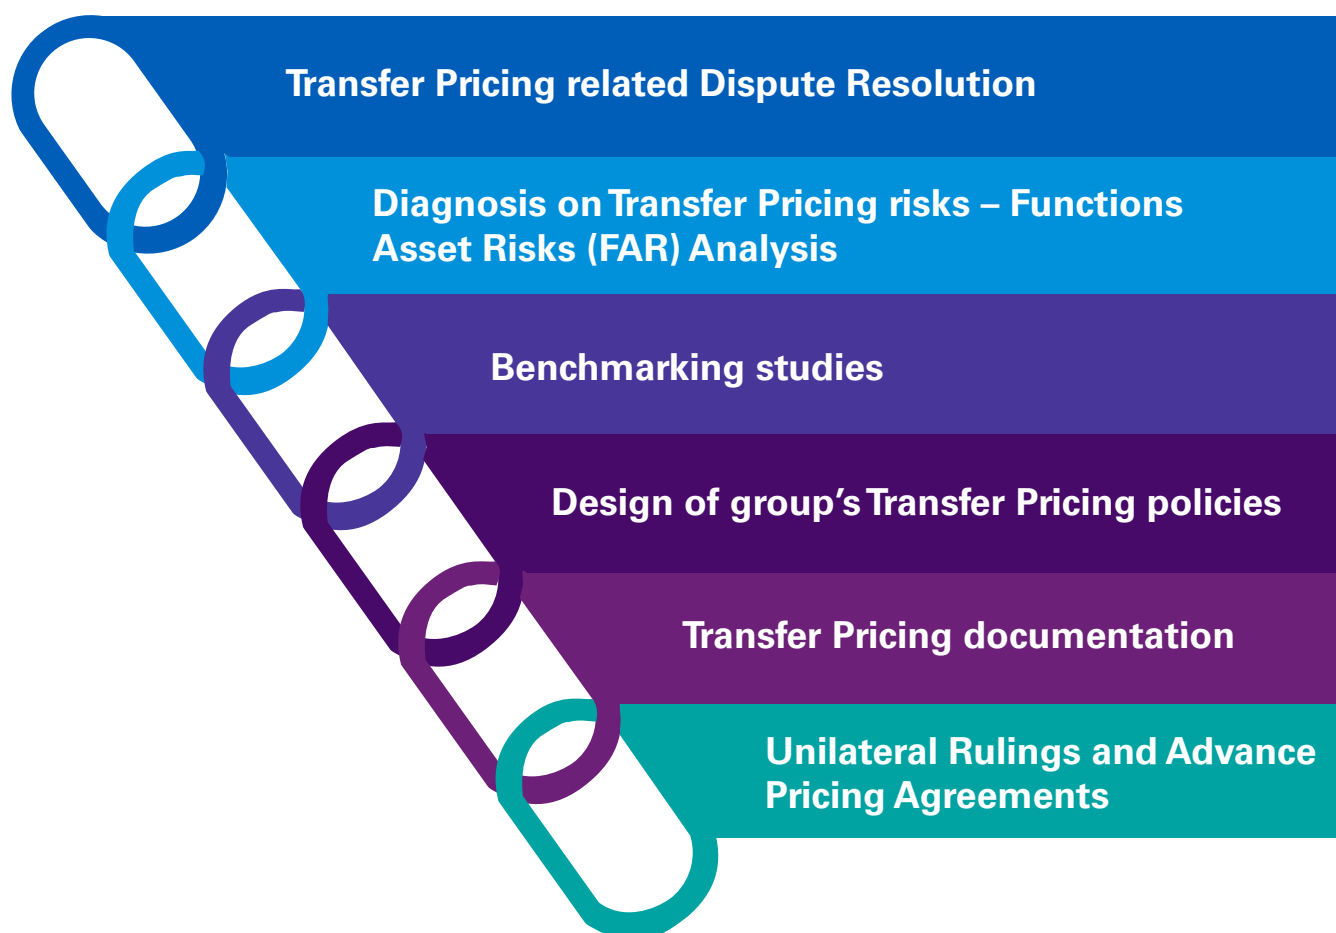 Transfer Pricing related Dispute Resolution
Diagnosis on Transfer Pricing risks – Functions
Asset Risks (FAR) Analysis
Benchmarking studies
Design of group’s Transfer Pricing policies
Transfer Pricing documentation
Unilateral Rulings and Advance
Pricing Agreements